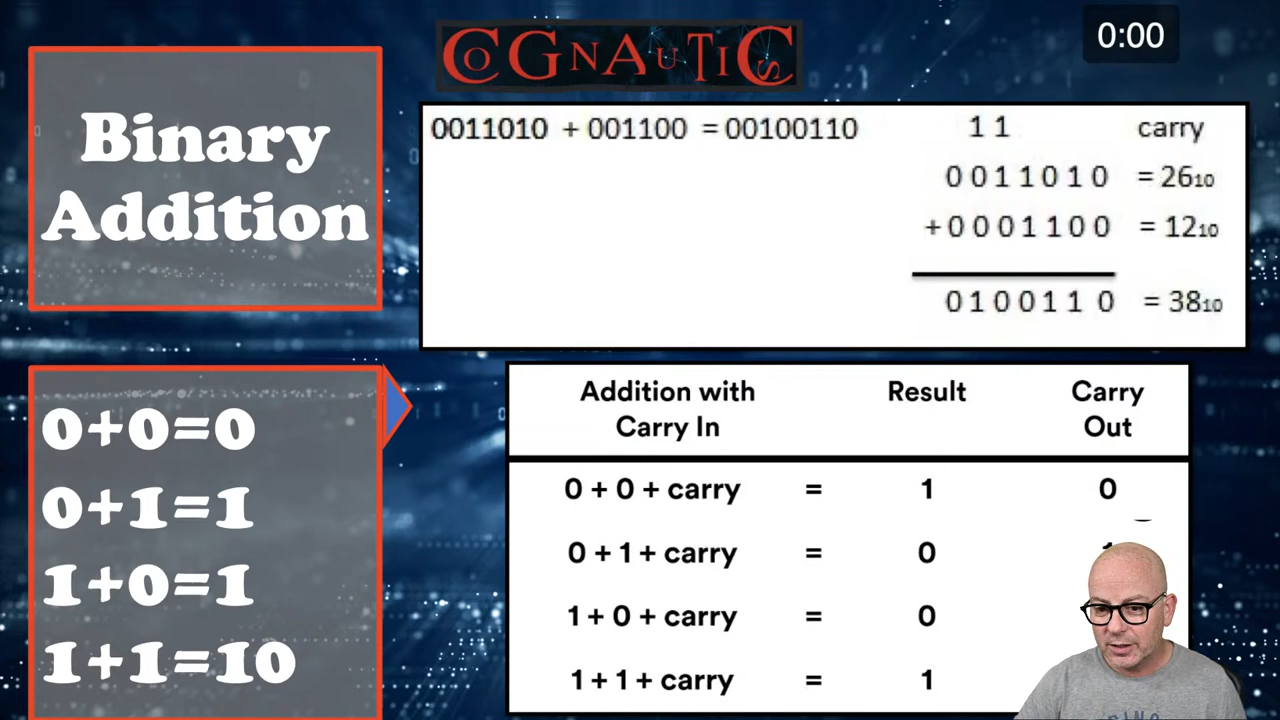 COGNAUTICS
0:00
Binary
Addition
0011010 + 001100 = 00100110
1 1 carry
0 0 1 1 0 1 0 = 26₁₀
+0 0 0 1 1 0 0 = 12₁₀
0 1 0 0 1 1 0 = 38₁₀
0+0=0
0+1=1
1+0=1
1+1=10
Addition with Carry In Result Carry Out
0 + 0 + carry = 1 0
0 + 1 + carry = 0
1 + 0 + carry = 0
1 + 1 + carry = 1